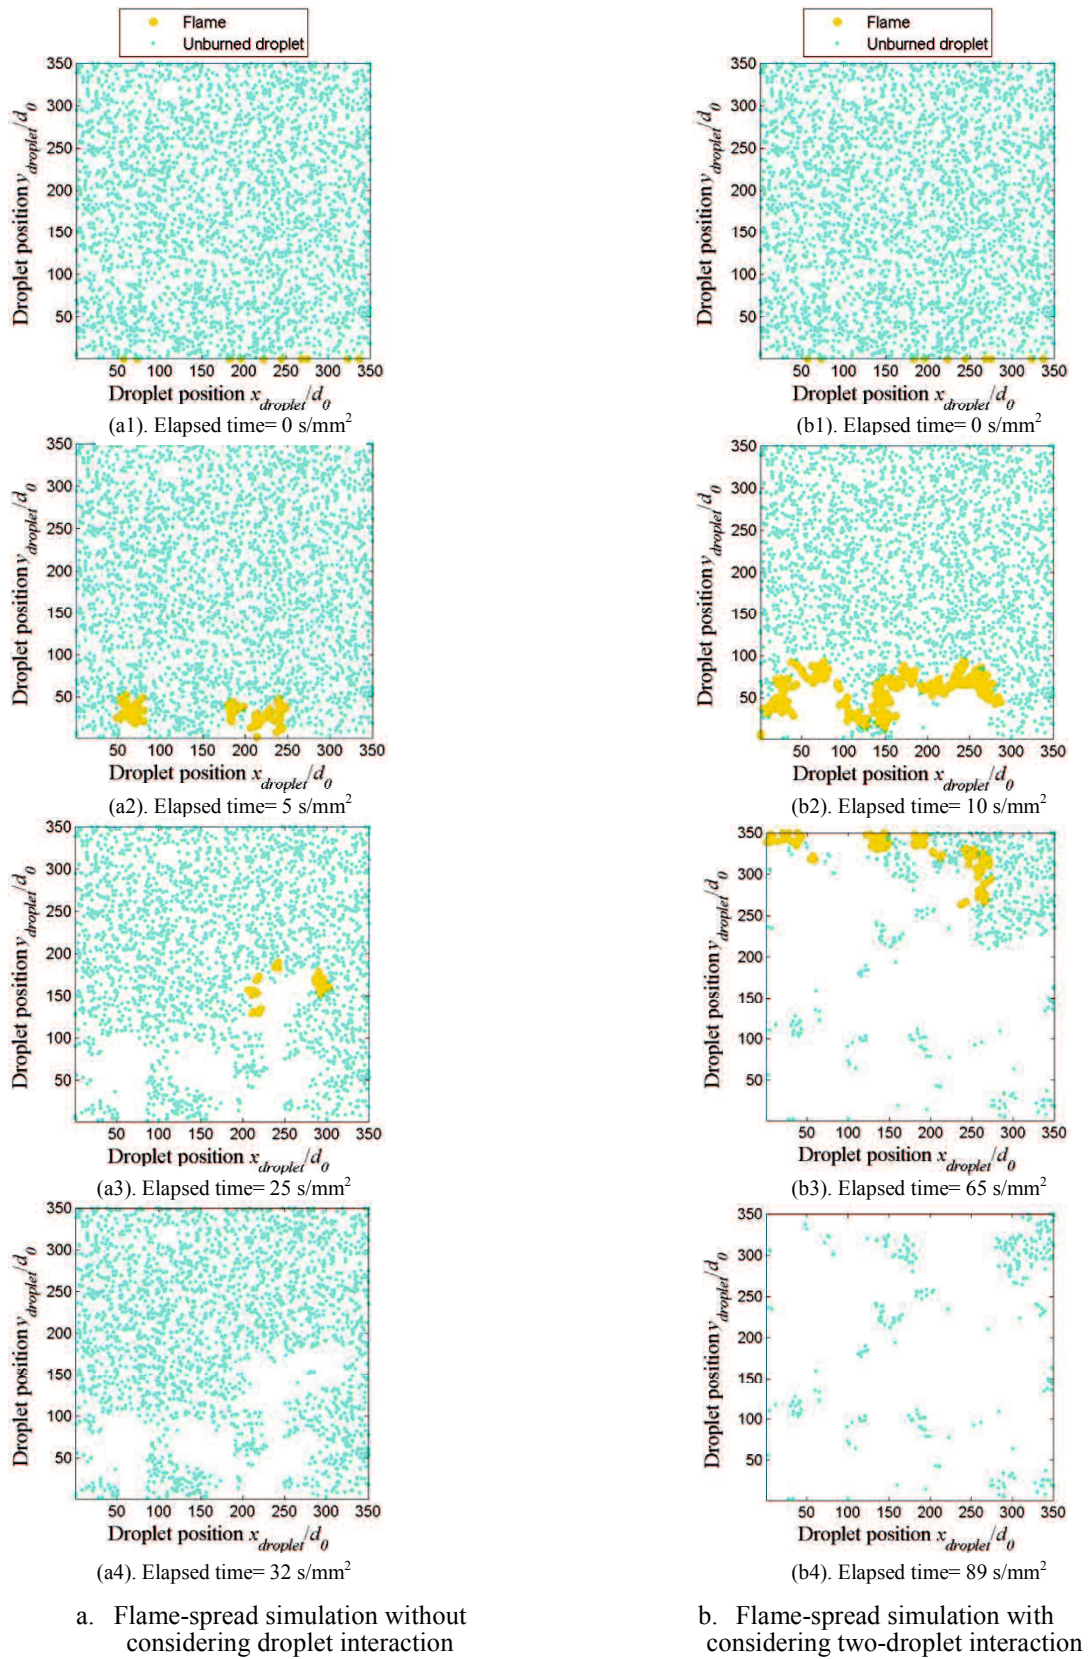 Flame
Unburned droplet
Flame
Unburned droplet
350
300
250
200
150
100
50
Droplet position y_droplet/d_0
50 100 150 200 250 300 350
Droplet position x_droplet/d_0
(a1). Elapsed time= 0 s/mm²
350
300
250
200
150
100
50
Droplet position y_droplet/d_0
50 100 150 200 250 300 350
Droplet position x_droplet/d_0
(b1). Elapsed time= 0 s/mm²
350
300
250
200
150
100
50
Droplet position y_droplet/d_0
50 100 150 200 250 300 350
Droplet position x_droplet/d_0
(a2). Elapsed time= 5 s/mm²
350
300
250
200
150
100
50
Droplet position y_droplet/d_0
50 100 150 200 250 300 350
Droplet position x_droplet/d_0
(b2). Elapsed time= 10 s/mm²
350
300
250
200
150
100
50
Droplet position y_droplet/d_0
50 100 150 200 250 300 350
Droplet position x_droplet/d_0
(a3). Elapsed time= 25 s/mm²
350
300
250
200
150
100
50
Droplet position y_droplet/d_0
50 100 150 200 250 300 350
Droplet position x_droplet/d_0
(b3). Elapsed time= 65 s/mm²
350
300
250
200
150
100
50
Droplet position y_droplet/d_0
50 100 150 200 250 300 350
Droplet position x_droplet/d_0
(a4). Elapsed time= 32 s/mm²
350
300
250
200
150
100
50
Droplet position y_droplet/d_0
50 100 150 200 250 300 350
Droplet position x_droplet/d_0
(b4). Elapsed time= 89 s/mm²
a. Flame-spread simulation without
considering droplet interaction
b. Flame-spread simulation with
considering two-droplet interaction